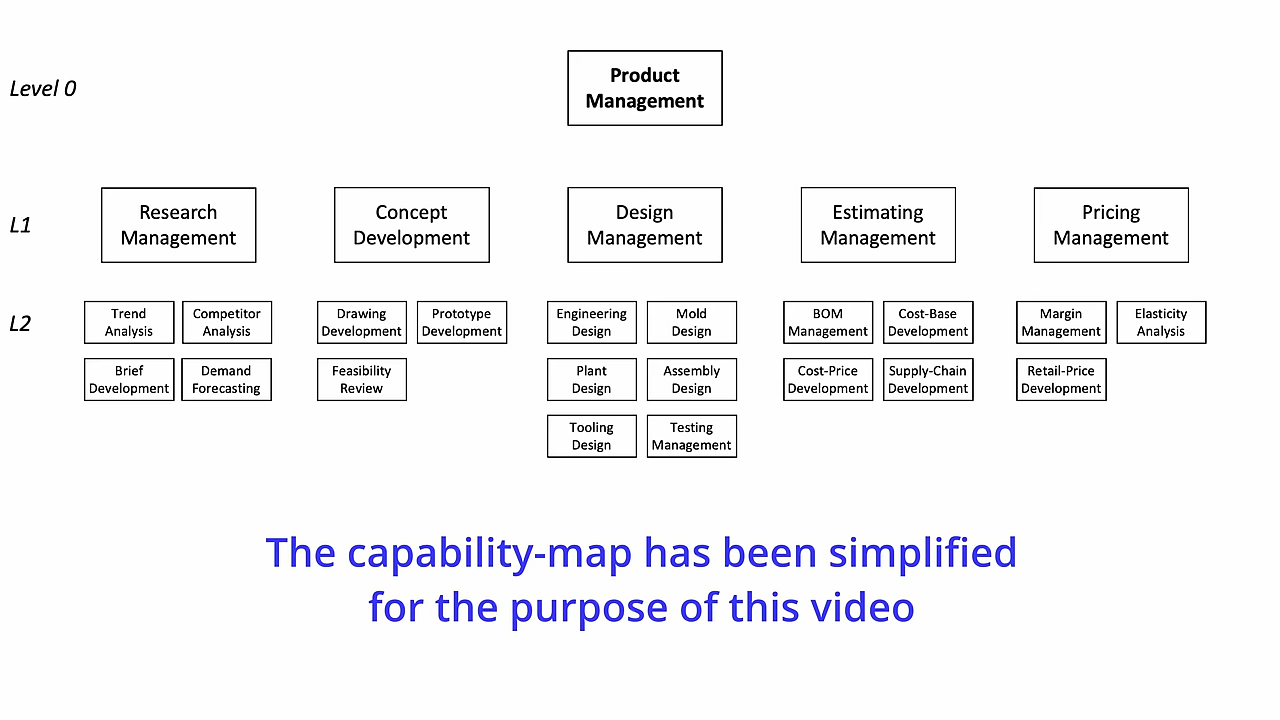 Level 0
Product
Management
L1
Research
Management
Concept
Development
Design
Management
Estimating
Management
Pricing
Management
L2
Trend
Analysis
Competitor
Analysis
Drawing
Development
Prototype
Development
Engineering
Design
Mold
Design
BOM
Management
Cost-Base
Development
Margin
Management
Elasticity
Analysis
Brief
Development
Demand
Forecasting
Feasibility
Review
Plant
Design
Assembly
Design
Cost-Price
Development
Supply-Chain
Development
Retail-Price
Development
Tooling
Design
Testing
Management
The capability-map has been simplified
for the purpose of this video